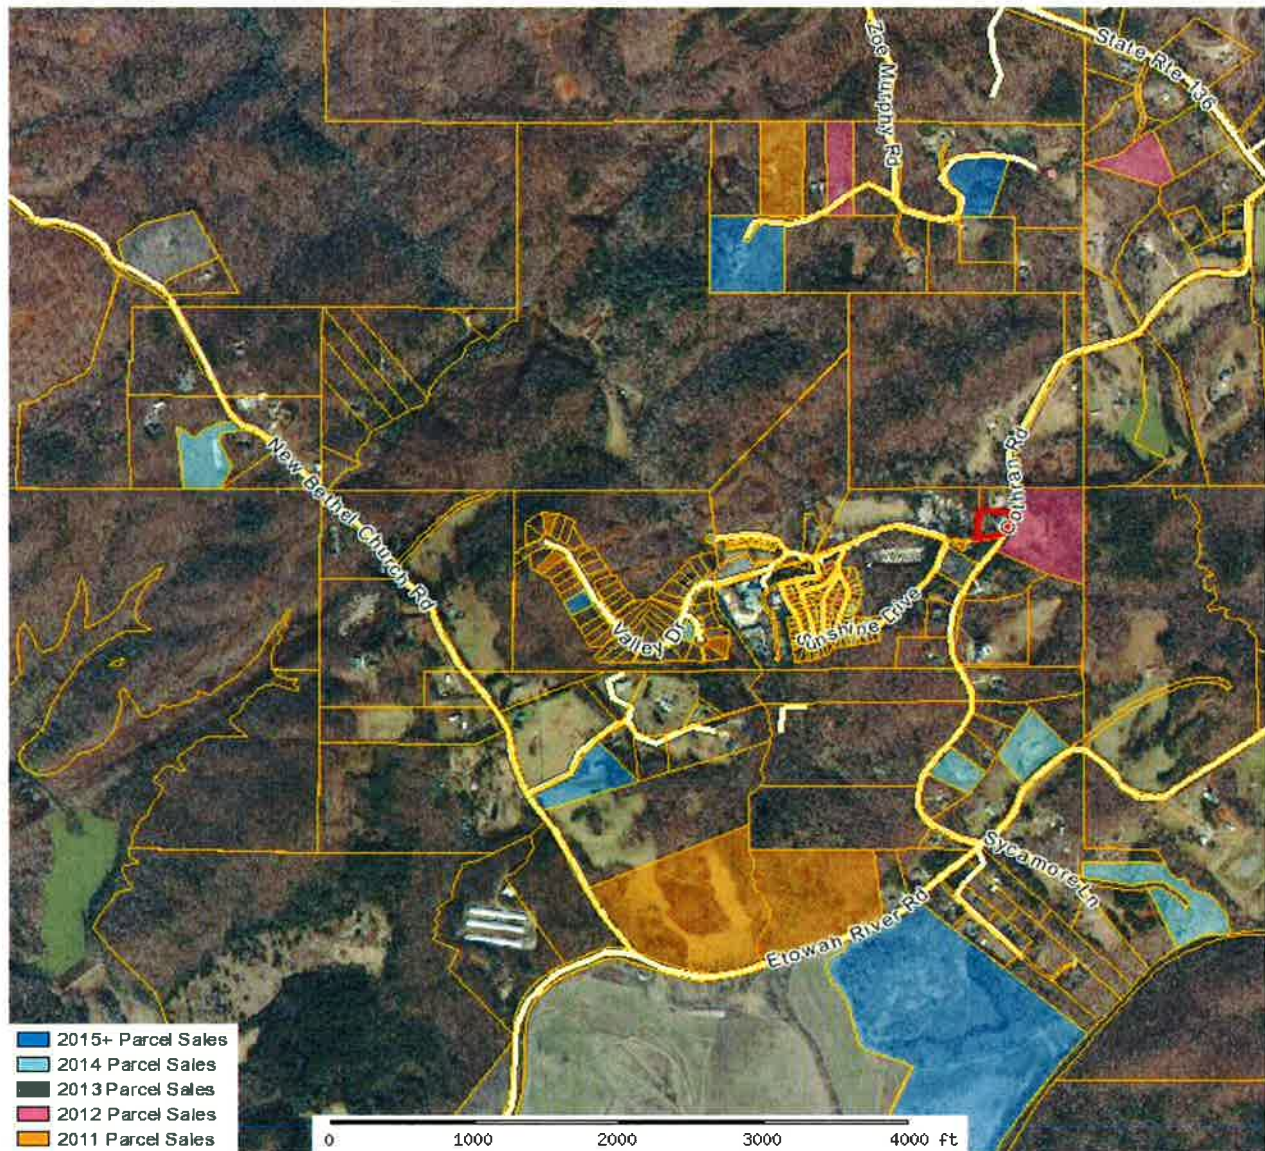 State Rte 136
Zoe Murphy Rd
Cothran Rd
New Bethel Church Rd
Valley Dr
Sunshine Drive
Sycamore Ln
Etowah River Rd
2015+ Parcel Sales
2014 Parcel Sales
2013 Parcel Sales
2012 Parcel Sales
2011 Parcel Sales
0 1000 2000 3000 4000 ft